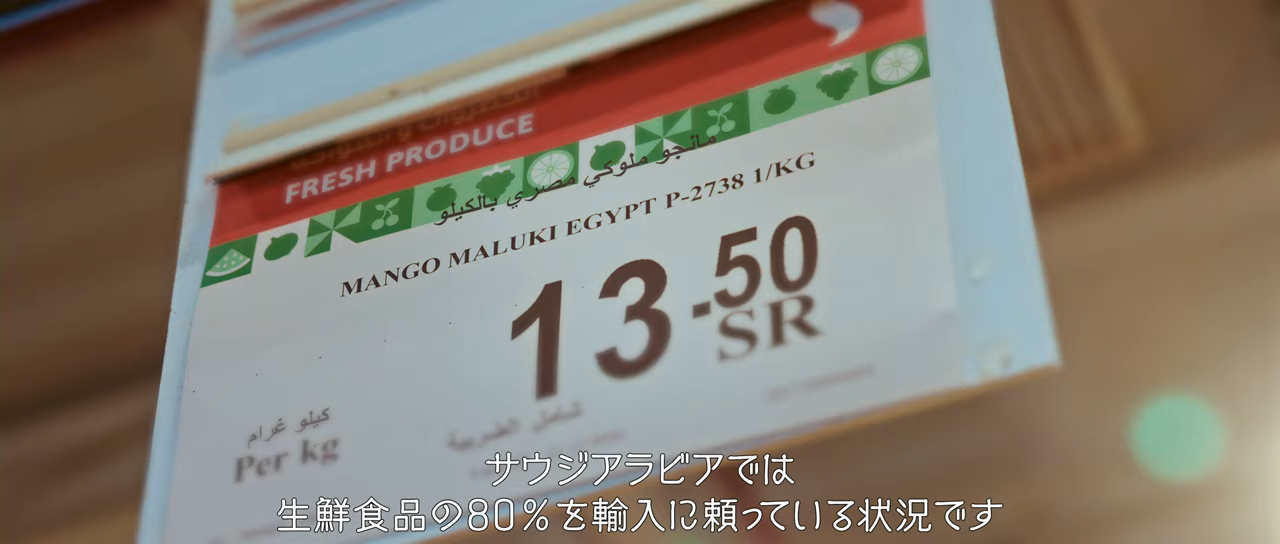 FRESH PRODUCE
مانجو ملوكي مصري بالكيلو
MANGO MALUKI EGYPT P-2738 1/KG
13.50
SR
كيلو غرام
Per kg
شامل الضريبة
サウジアラビアでは
生鮮食品の80%を輸入に頼っている状況です